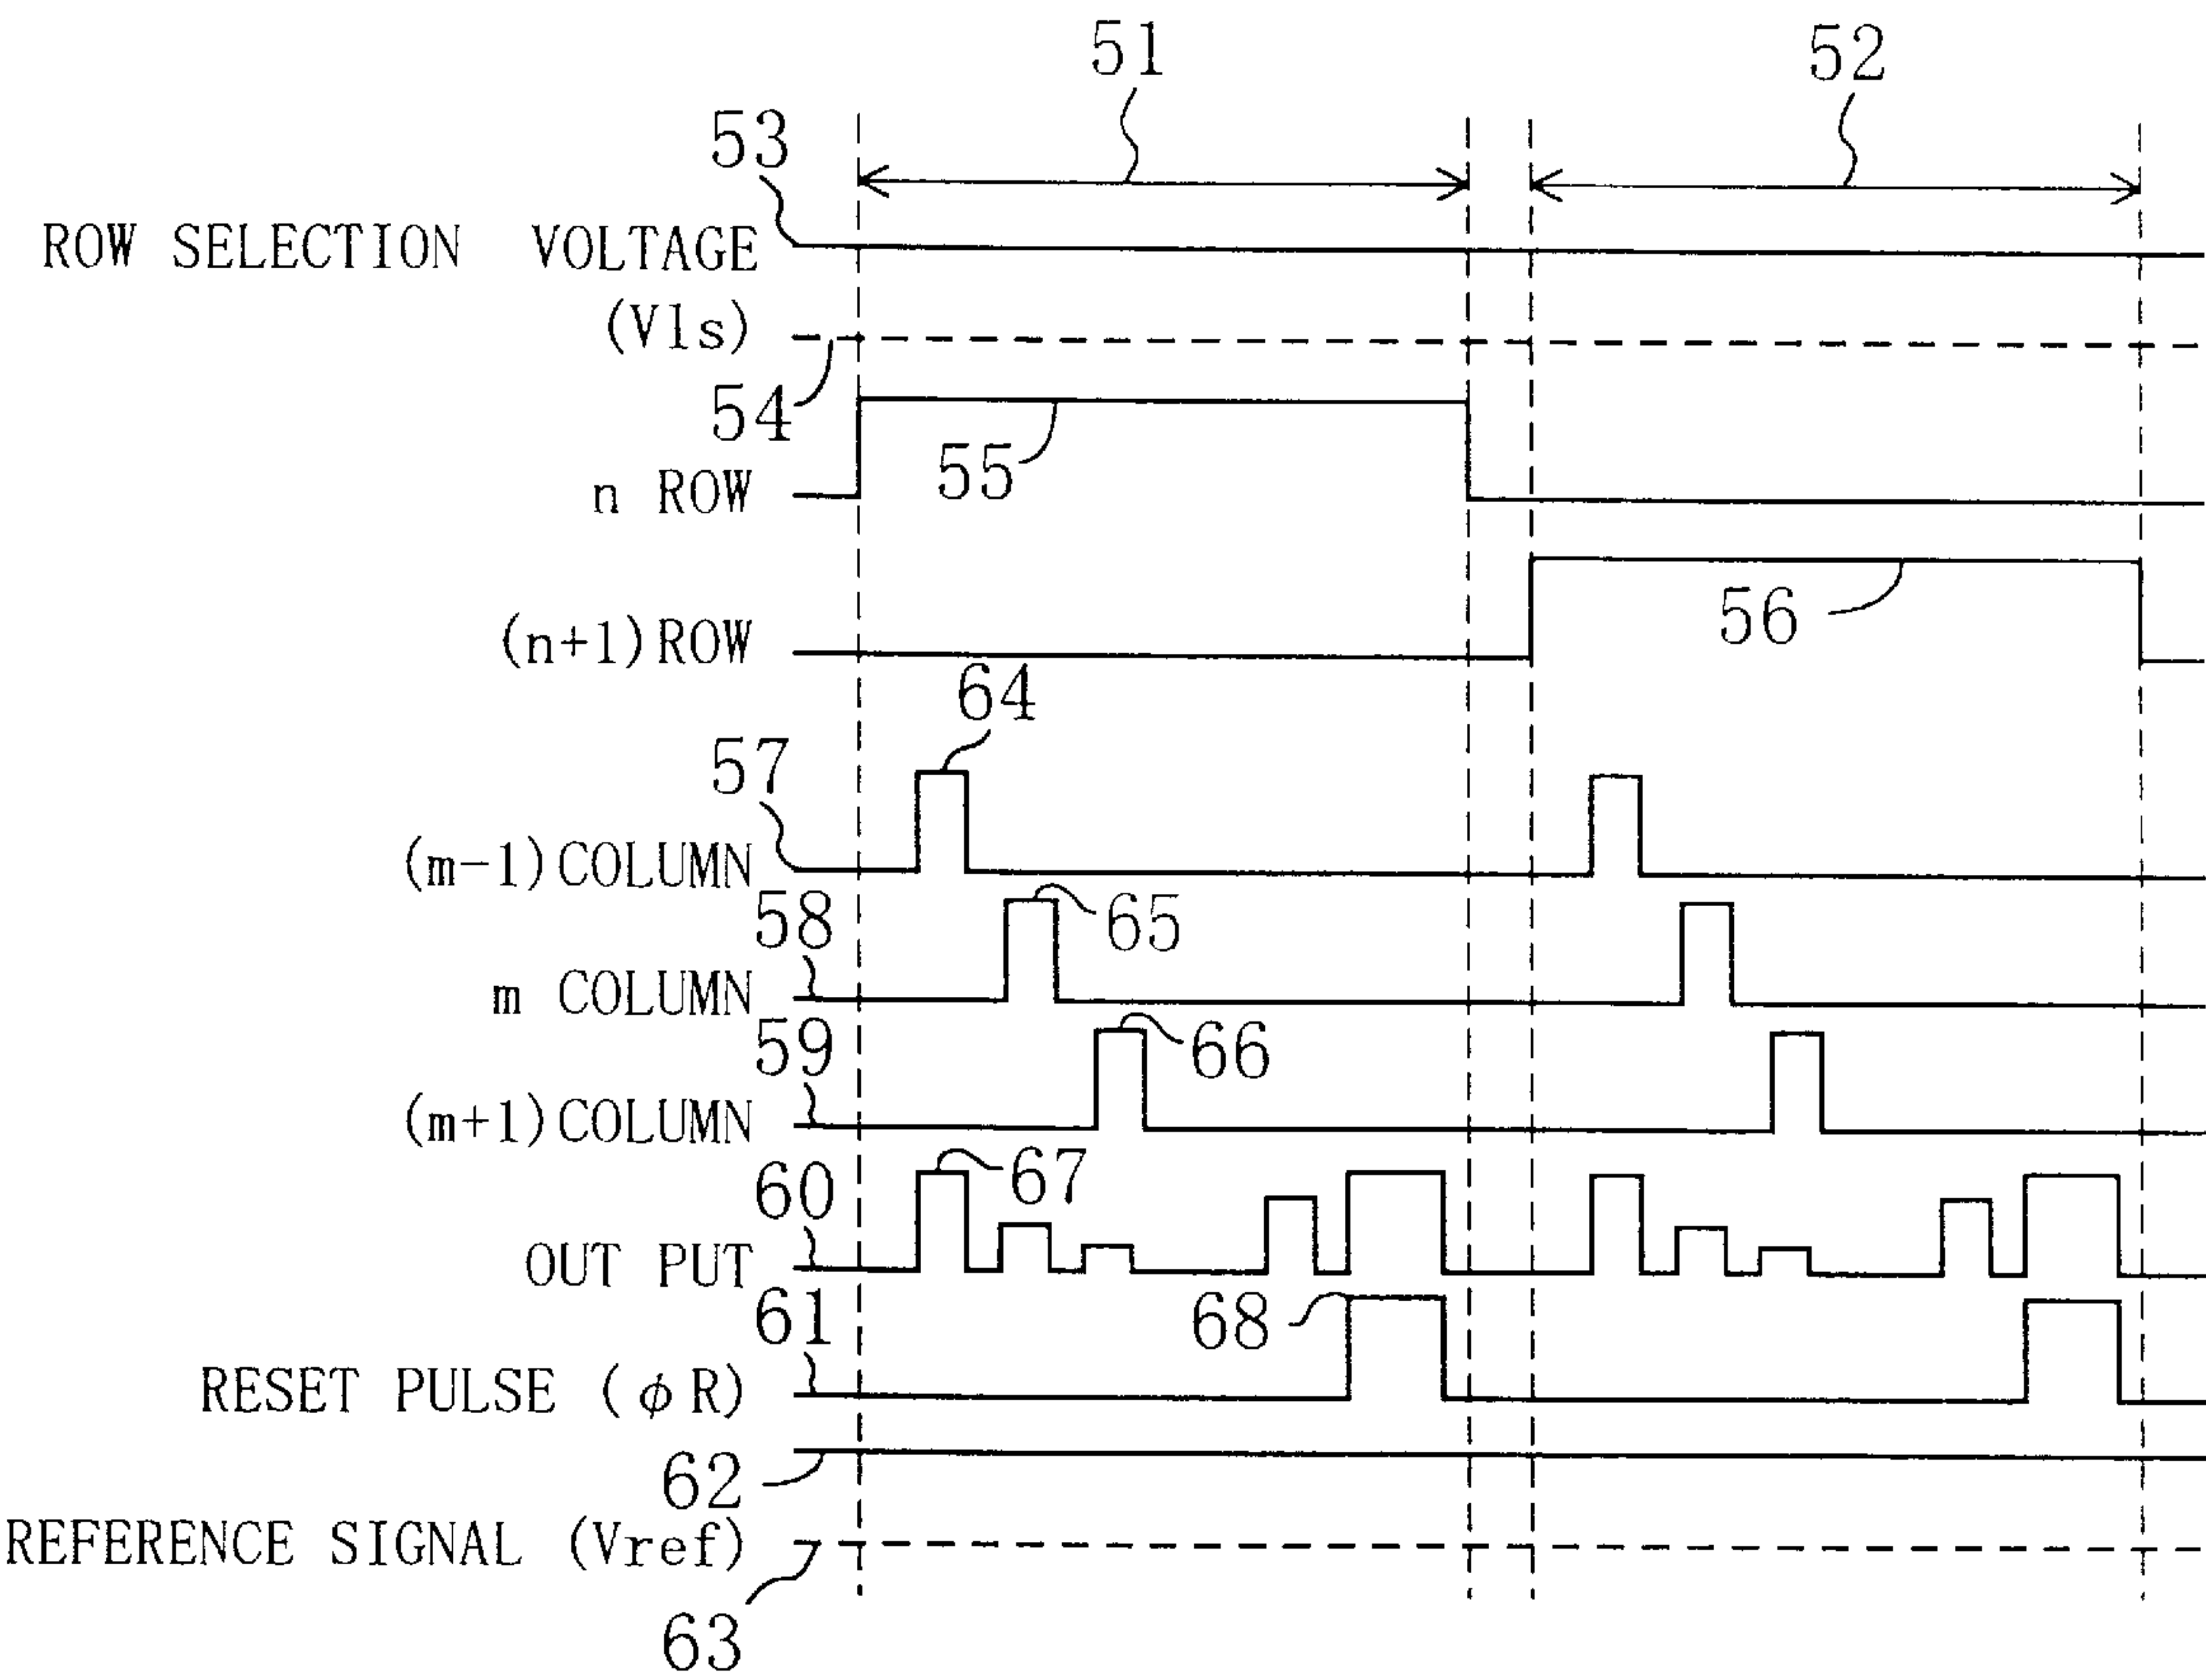 51
52
53
ROW SELECTION VOLTAGE
(Vls)
54
55
n ROW
56
(n+1)ROW
64
57
(m-1)COLUMN
58
65
m COLUMN
59
66
(m+1)COLUMN
60
67
OUT PUT
61
68
RESET PULSE (φR)
62
REFERENCE SIGNAL (Vref)
63